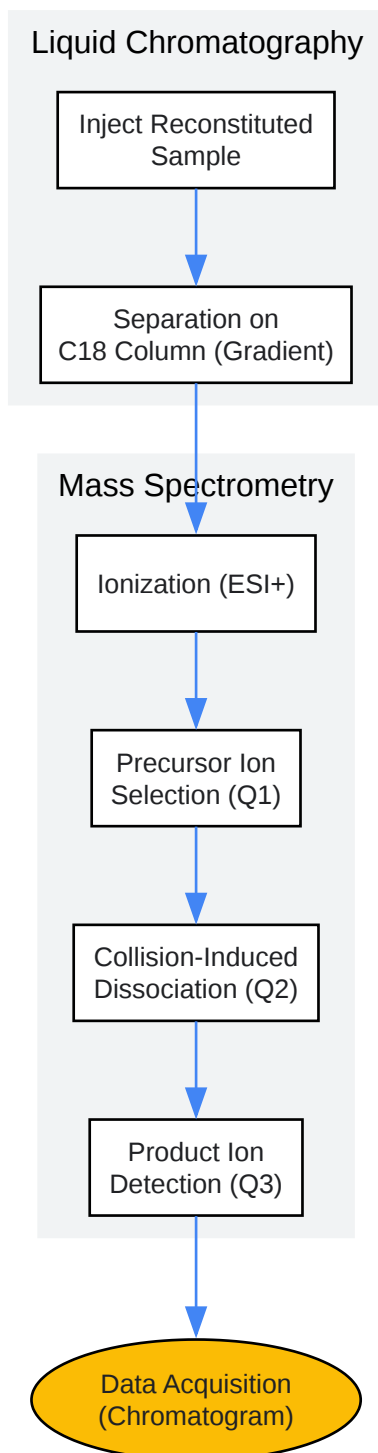 Liquid Chromatography
Inject Reconstituted
Sample
Separation on
C18 Column (Gradient)
Mass Spectrometry
Ionization (ESI+)
Precursor Ion
Selection (Q1)
Collision-Induced
Dissociation (Q2)
Product Ion
Detection (Q3)
Data Acquisition
(Chromatogram)